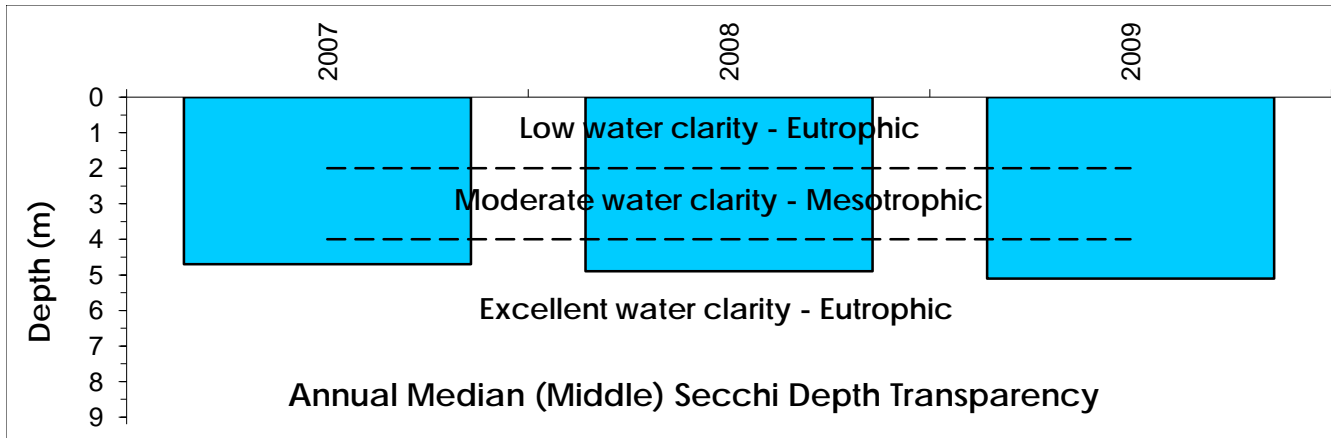 2007
2008
2009
0
1
2
3
4
5
6
7
8
9
Depth (m)
Low water clarity - Eutrophic
Moderate water clarity - Mesotrophic
Excellent water clarity - Eutrophic
Annual Median (Middle) Secchi Depth Transparency